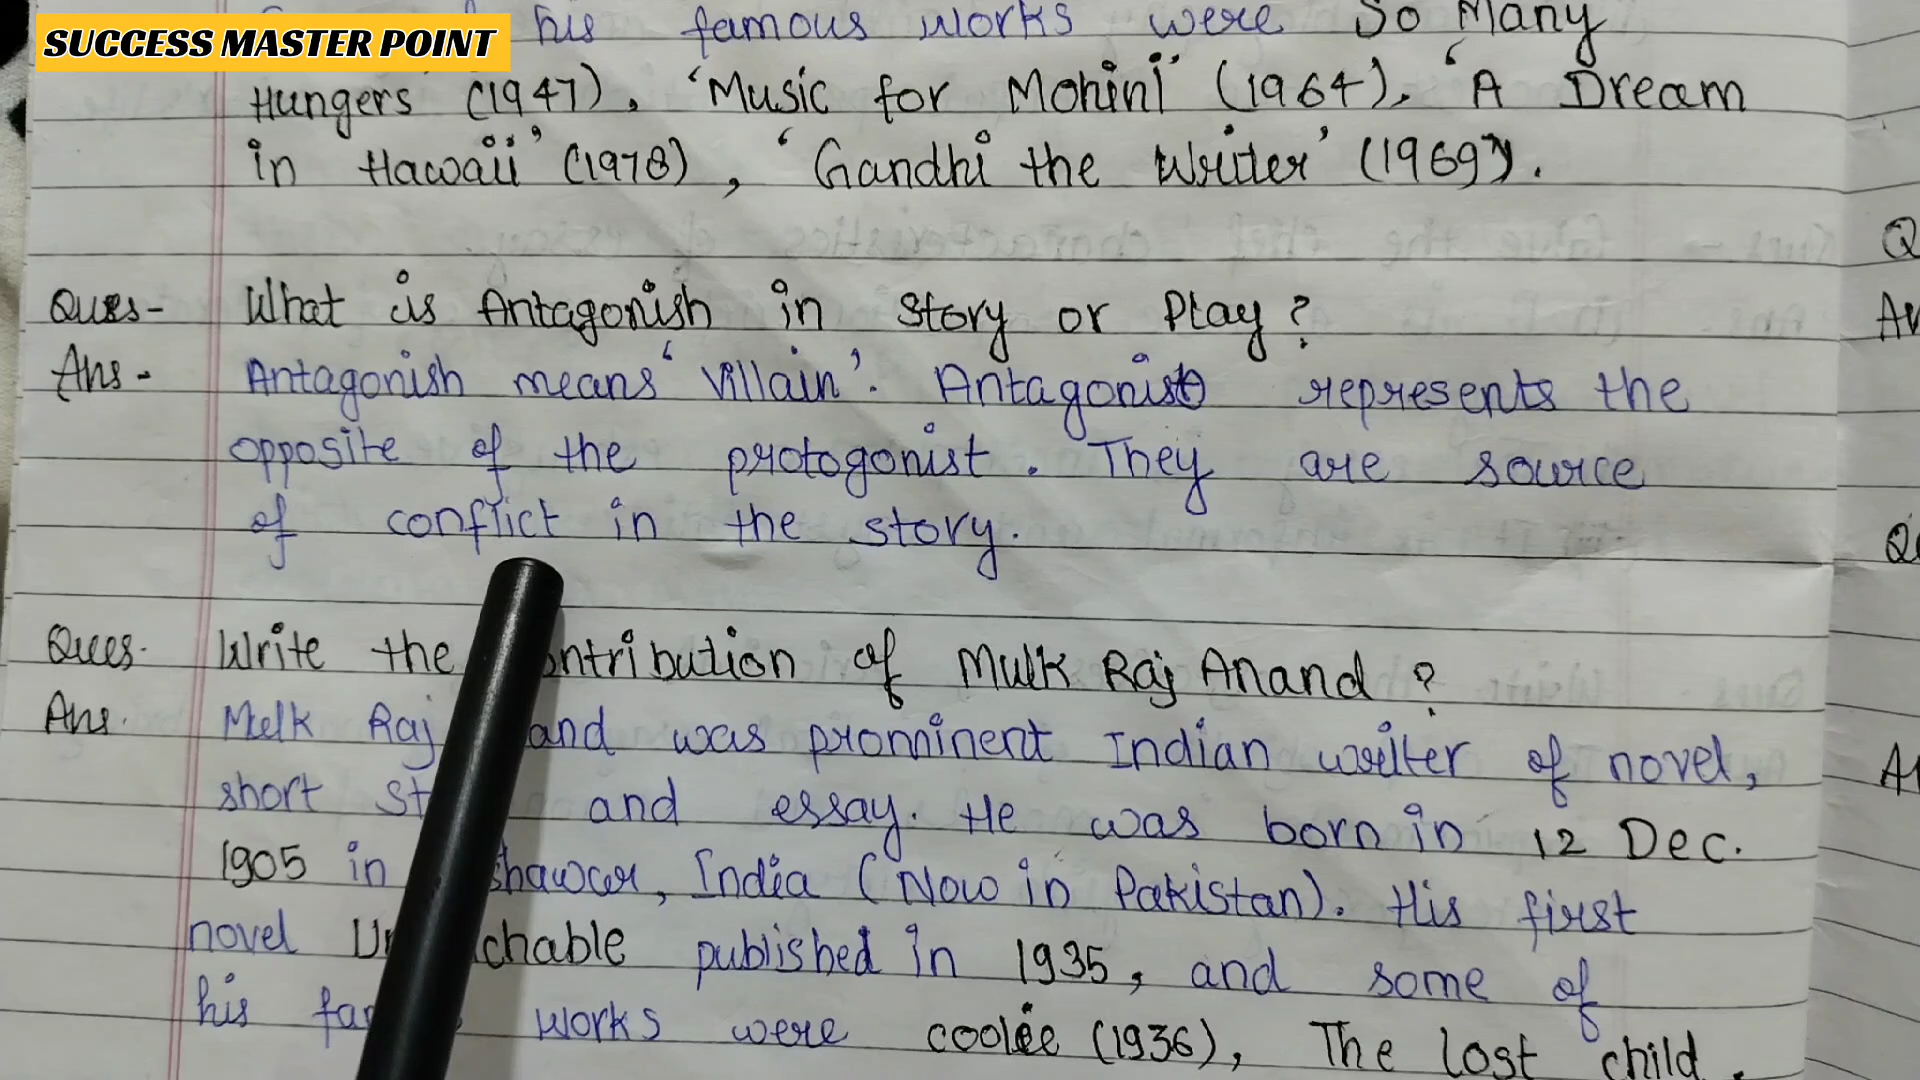 SUCCESS MASTER POINT
his famous works were So Many
Hungers (1947), 'Music for Mohini' (1964), 'A Dream
in Hawaii' (1978), 'Gandhi the Writer' (1969).
Ques- What is Antagonish in Story or Play?
Ans- Antagonish means 'Villain'. Antagonist represents the
opposite of the protogonist. They are source
of conflict in the story.
Ques- Write the ontribution of Mulk Raj Anand?
Ans. Melk Raj and was prominent Indian writer of novel,
short st and essay. He was born in 12 Dec.
1905 in shawar, India (Now in Pakistan). His first
novel Un chable published in 1935, and some of
his fa works were coolie (1936), The lost child,